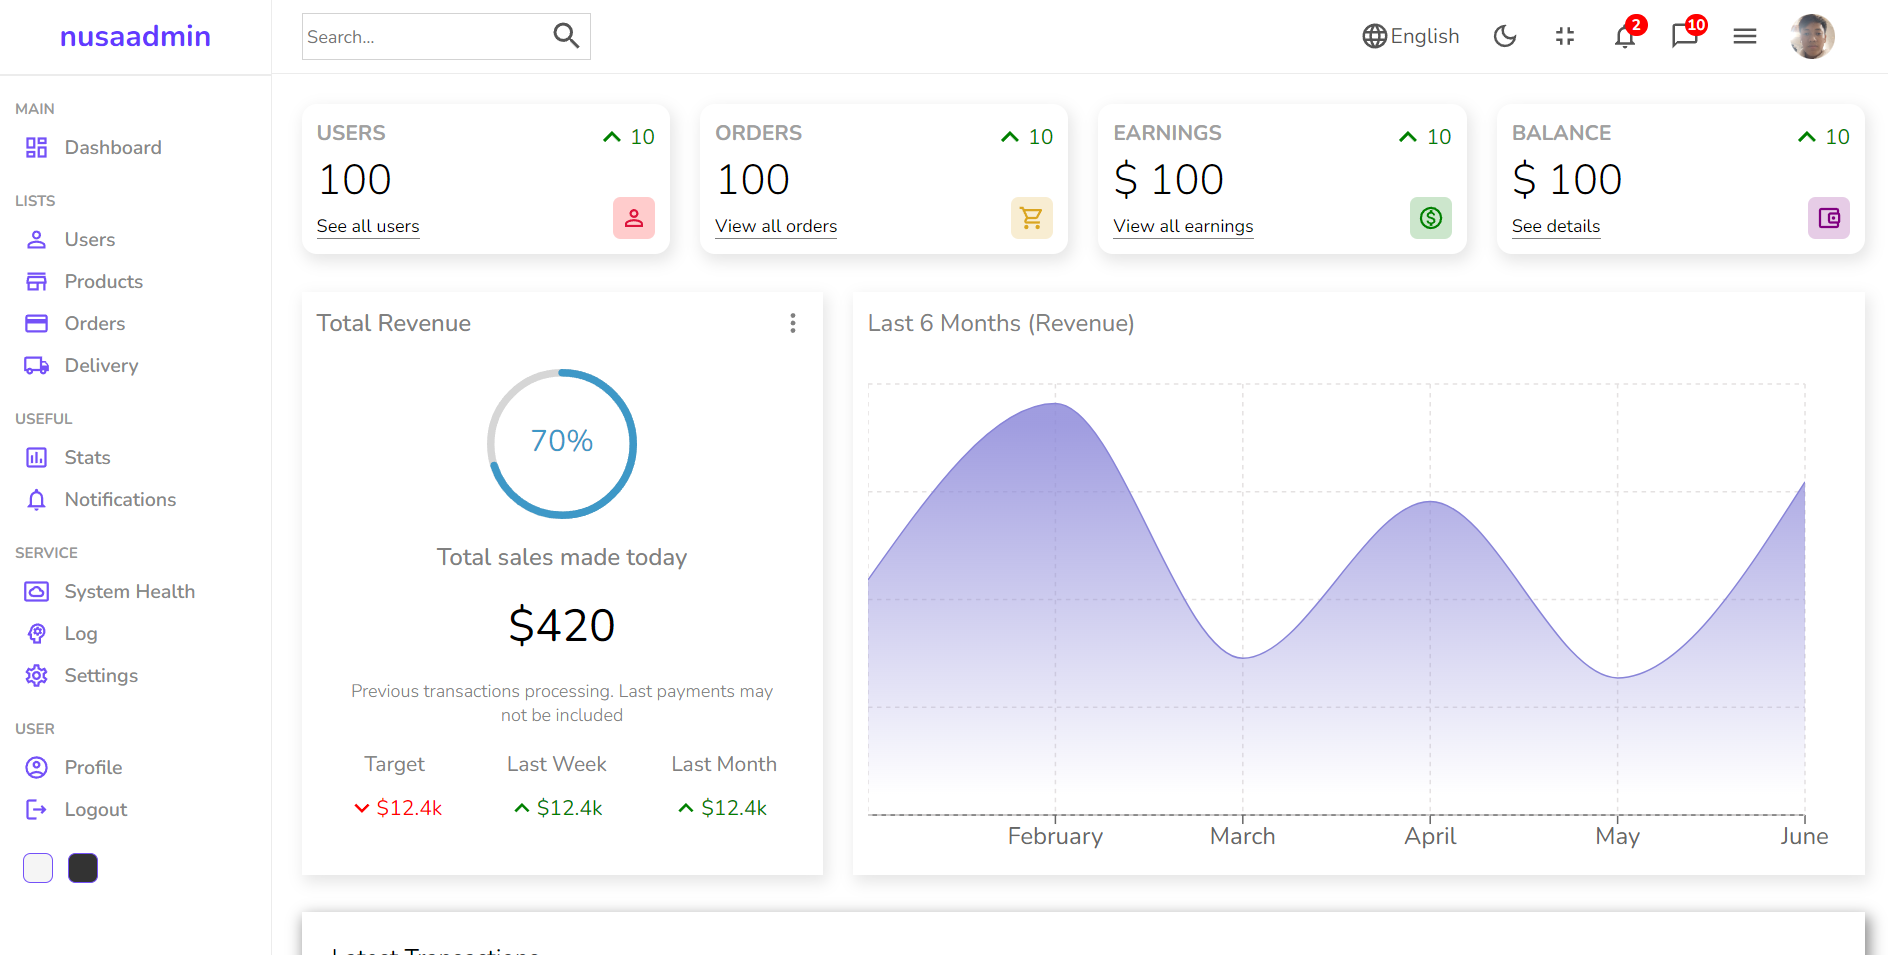 nusaadmin
Search...
English
2
10
MAIN
Dashboard
LISTS
Users
Products
Orders
Delivery
USEFUL
Stats
Notifications
SERVICE
System Health
Log
Settings
USER
Profile
Logout
USERS
10
100
See all users
ORDERS
10
100
View all orders
EARNINGS
10
$ 100
View all earnings
BALANCE
10
$ 100
See details
Total Revenue
70%
Total sales made today
$420
Previous transactions processing. Last payments may
not be included
Target Last Week Last Month
$12.4k $12.4k $12.4k
Last 6 Months (Revenue)
February March April May June
Latest Transactions